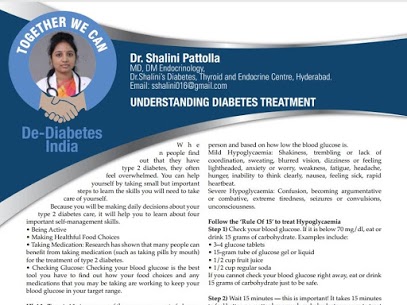 TOGETHER WE CAN
De-Diabetes
India
Dr. Shalini Pattolla
MD, DM Endocrinology,
Dr.Shalini's Diabetes, Thyroid and Endocrine Centre, Hyderabad.
Email: sshalini016@gmail.com
UNDERSTANDING DIABETES TREATMENT
W h e
n people find
out that they have
type 2 diabetes, they often
feel overwhelmed. You can help
yourself by taking small but important
steps to learn the skills you will need to take
care of yourself.
Because you will be making daily decisions about your
type 2 diabetes care, it will help you to learn about four
important self-management skills.
• Being Active
• Making Healthful Food Choices
• Taking Medication: Research has shown that many people can
benefit from taking medication (such as taking pills by mouth)
for the treatment of type 2 diabetes.
• Checking Glucose: Checking your blood glucose is the best
tool you have to find out how your food choices and any
medications that you may be taking are working to keep your
blood glucose in your target range.
person and based on how low the blood glucose is.
Mild Hypoglycaemia: Shakiness, trembling or lack of
coordination, sweating, blurred vision, dizziness or feeling
lightheaded, anxiety or worry, weakness, fatigue, headache,
hunger, inability to think clearly, nausea, feeling sick, rapid
heartbeat.
Severe Hypoglycaemia: Confusion, becoming argumentative
or combative, extreme tiredness, seizures or convulsions,
unconsciousness.
Follow the 'Rule Of 15' to treat Hypoglycaemia
Step 1) Check your blood glucose. If it is below 70 mg/dl, eat or
drink 15 grams of carbohydrate. Examples include:
• 3-4 glucose tablets
• 15-gram tube of glucose gel or liquid
• 1/2 cup fruit juice
• 1/2 cup regular soda
If you cannot check your blood glucose right away, eat or drink
15 grams of carbohydrate just to be safe.
Step 2) Wait 15 minutes — this is important! It takes 15 minutes